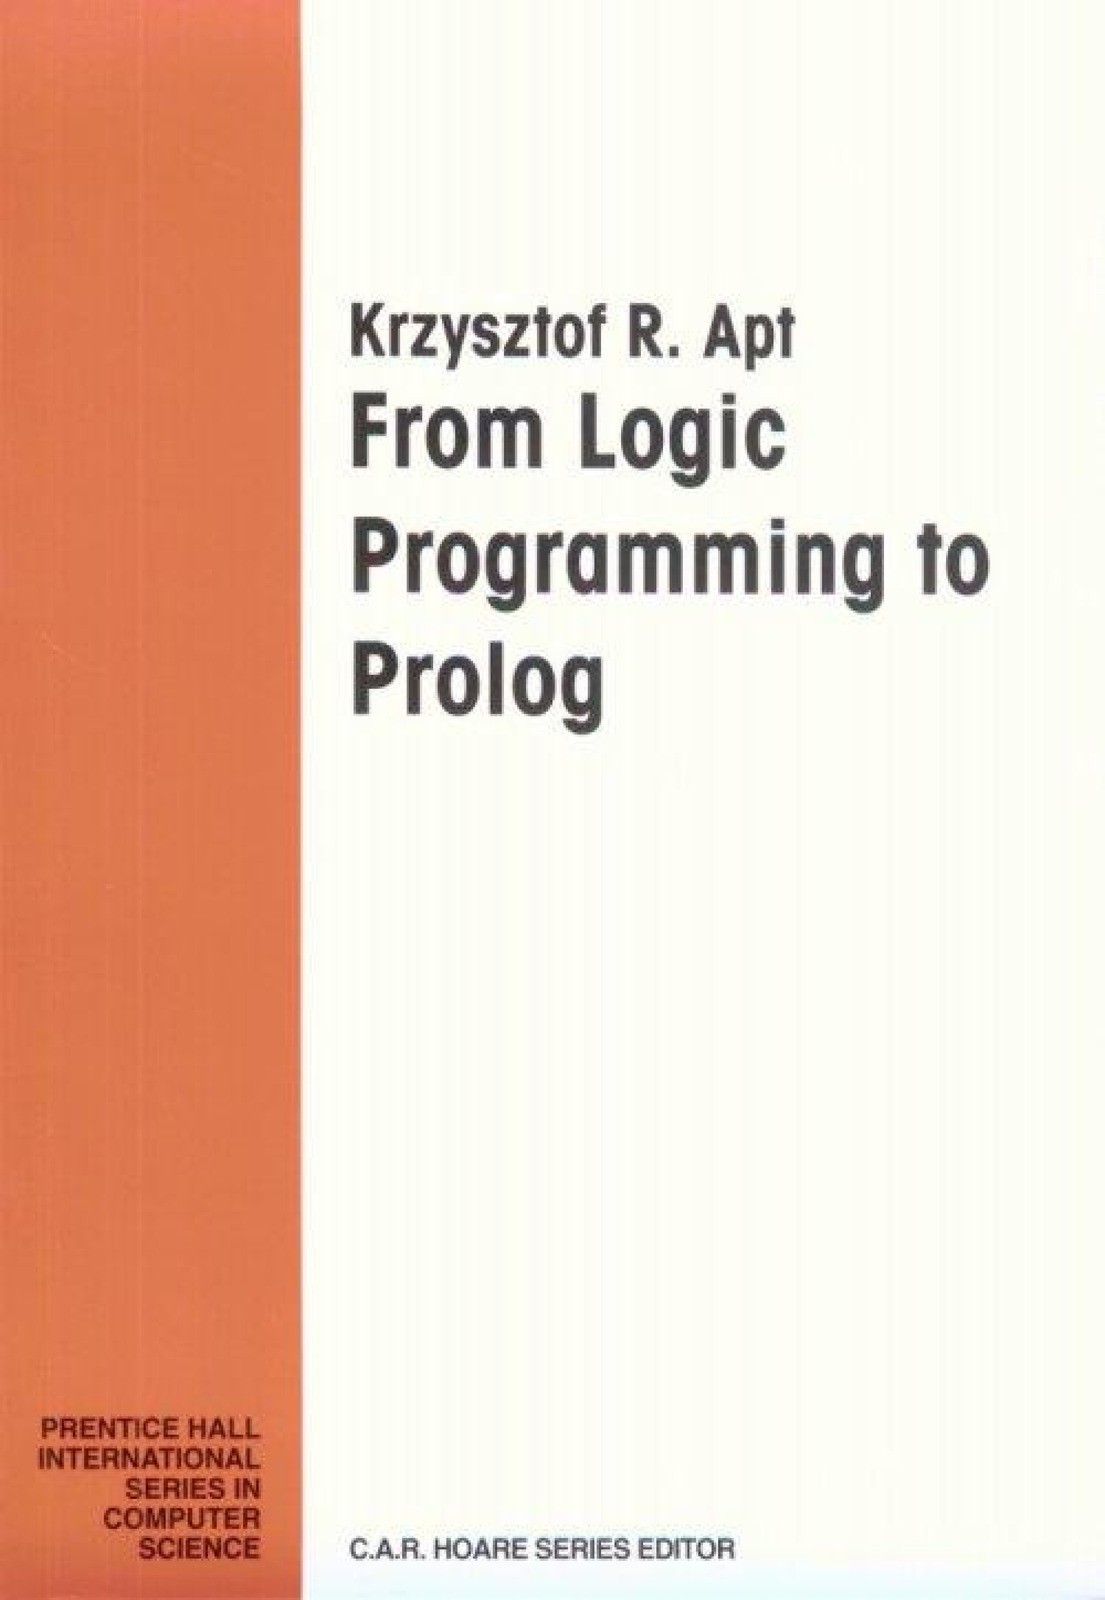 Krzysztof R. Apt
From Logic
Programming to
Prolog
PRENTICE HALL
INTERNATIONAL
SERIES IN
COMPUTER
SCIENCE
C.A.R. HOARE SERIES EDITOR